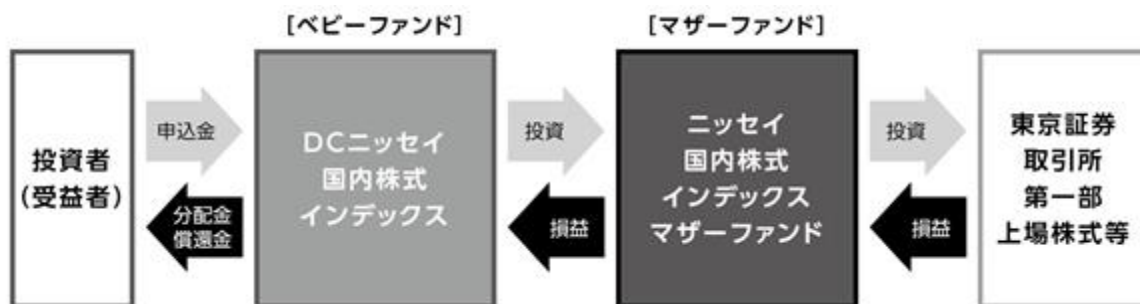 [ベビーファンド]
[マザーファンド]
投資者
(受益者)
申込金
分配金
償還金
DCニッセイ
国内株式
インデックス
投資
損益
ニッセイ
国内株式
インデックス
マザーファンド
投資
損益
東京証券
取引所
第一部
上場株式等